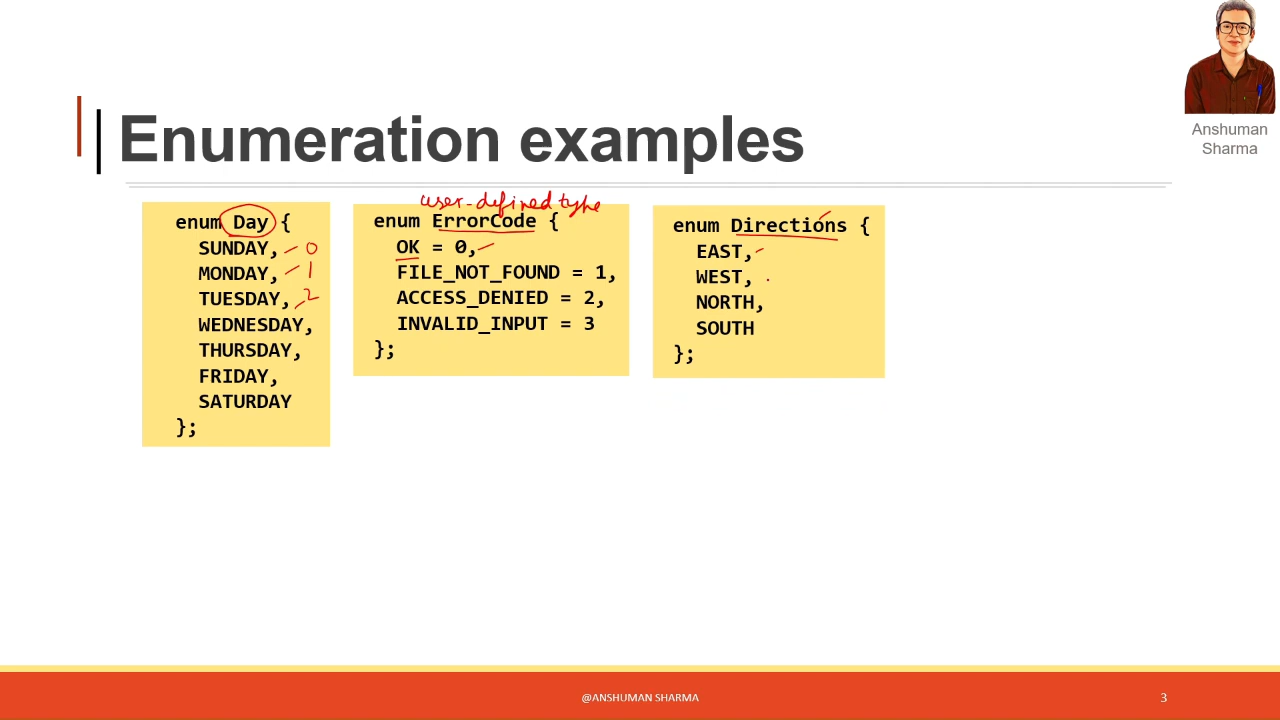 Anshuman
Sharma
Enumeration examples
enum Day {
SUNDAY, 0
MONDAY, 1
TUESDAY, 2
WEDNESDAY,
THURSDAY,
FRIDAY,
SATURDAY
};
user-defined type
enum ErrorCode {
OK = 0,
FILE_NOT_FOUND = 1,
ACCESS_DENIED = 2,
INVALID_INPUT = 3
};
enum Directions {
EAST,
WEST,
NORTH,
SOUTH
};
@ANSHUMAN SHARMA
3